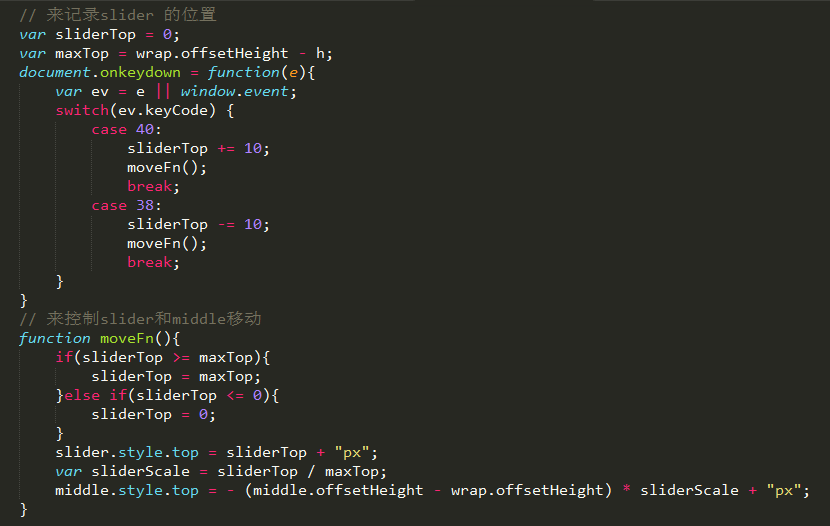 // 来记录slider 的位置
var sliderTop = 0;
var maxTop = wrap.offsetHeight - h;
document.onkeydown = function(e){
    var ev = e || window.event;
    switch(ev.keyCode) {
        case 40:
            sliderTop += 10;
            moveFn();
            break;
        case 38:
            sliderTop -= 10;
            moveFn();
            break;
    }
}
// 来控制slider和middle移动
function moveFn(){
    if(sliderTop >= maxTop){
        sliderTop = maxTop;
    }else if(sliderTop <= 0){
        sliderTop = 0;
    }
    slider.style.top = sliderTop + "px";
    var sliderScale = sliderTop / maxTop;
    middle.style.top = - (middle.offsetHeight - wrap.offsetHeight) * sliderScale + "px";
}